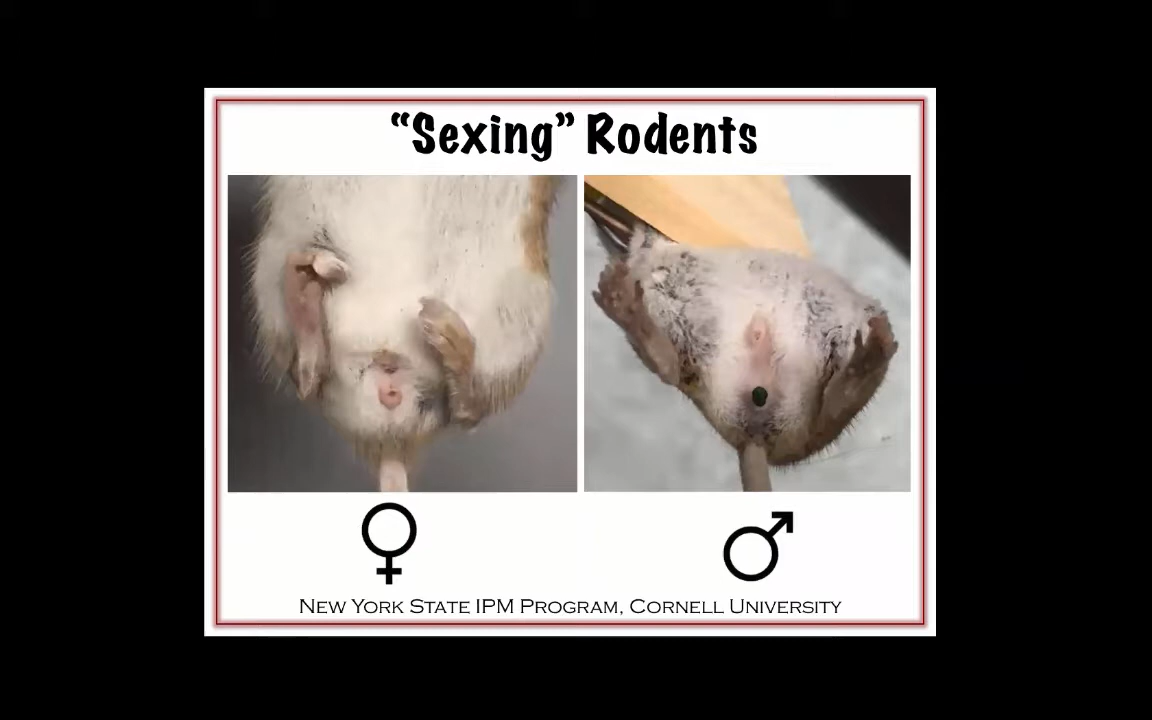 “Sexing” Rodents
♀ ♂
New York State IPM Program, Cornell University